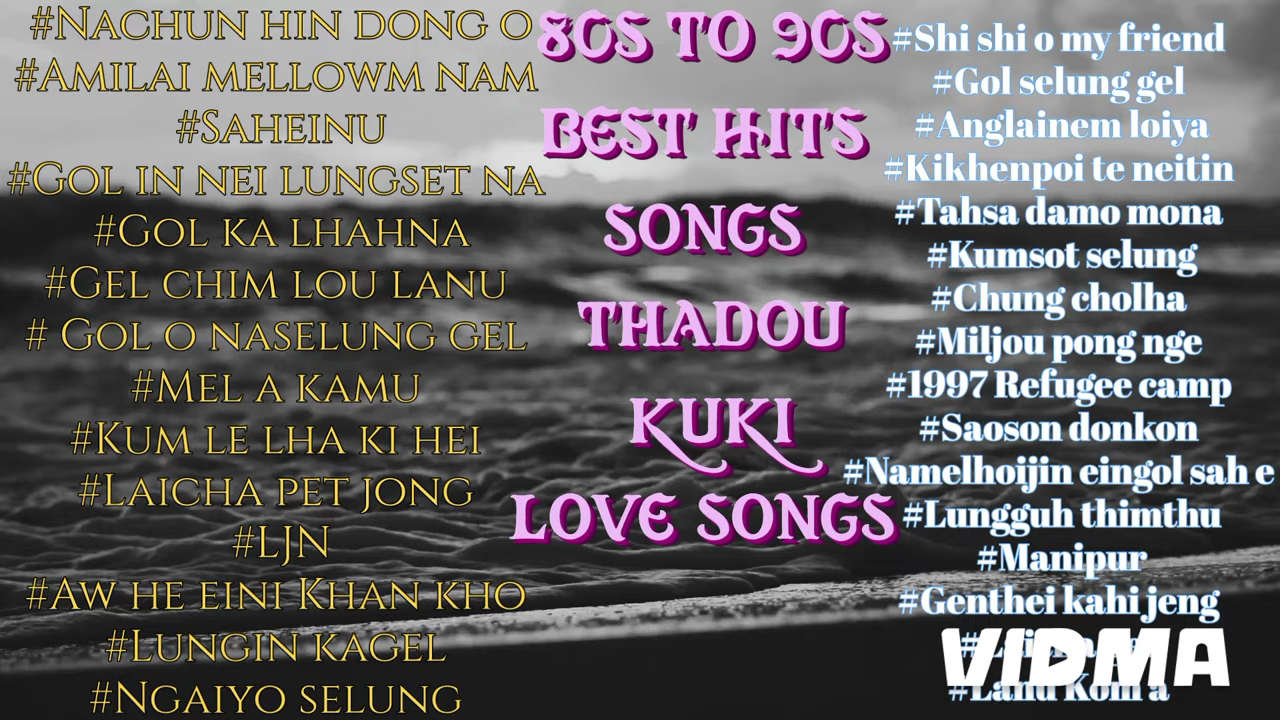 #Nachun hin dong o
#Amilai mellowm nam
#Saheinu
#Gol in nei lungset na
#Gol ka lhahna
#Gel chim lou lanu
# Gol o naselung gel
#Mel a kamu
#Kum le lha ki hei
#Laicha pet jong
#LJN
#Aw he eini Khan kho
#Lungin kagel
#Ngaiyo selung
80s to 90s
Best Hits
Songs
Thadou
Kuki
Love Songs
#Shi shi o my friend
#Gol selung gel
#Anglainem loiya
#Kikhenpoi te neitin
#Tahsa damo mona
#Kumsot selung
#Chung cholha
#Miljou pong nge
#1997 Refugee camp
#Saoson donkon
#Namelhoijin eingol sah e
#Lungguh thimthu
#Manipur
#Genthei kahi jeng
#Lanu Kom a
VIDMA